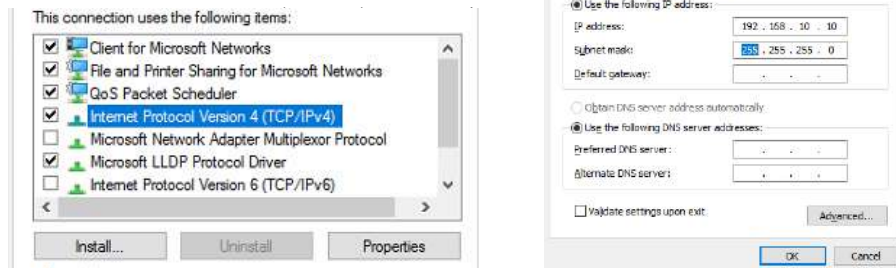 This connection uses the following items:
Client for Microsoft Networks
File and Printer Sharing for Microsoft Networks
QoS Packet Scheduler
Internet Protocol Version 4 (TCP/IPv4)
Microsoft Network Adapter Multiplexor Protocol
Microsoft LLDP Protocol Driver
Internet Protocol Version 6 (TCP/IPv6)
Install...
Uninstall
Properties
Use the following IP address:
IP address:
192 . 168 . 10 . 10
Subnet mask:
255 . 255 . 255 . 0
Default gateway:
. . .
Obtain DNS server address automatically
Use the following DNS server addresses:
Preferred DNS server:
. . .
Alternate DNS server:
. . .
Validate settings upon exit
Advanced...
OK
Cancel